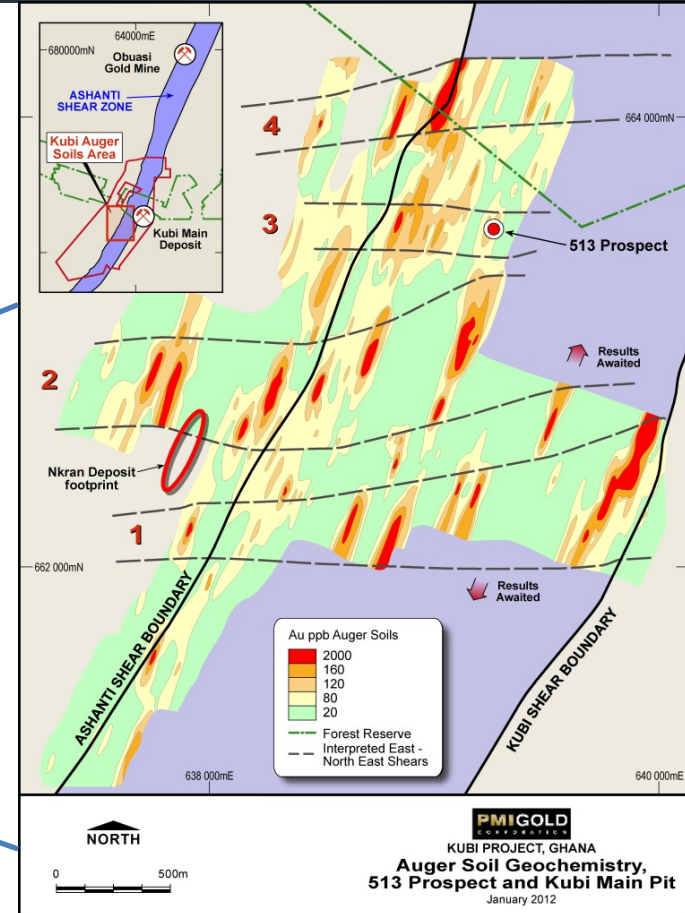 64000mE
680000mN
Obuasi
Gold Mine
ASHANTI
SHEAR ZONE
Kubi Auger
Soils Area
Kubi Main
Deposit
4
664 000mN
3
513 Prospect
Results
Awaited
2
Nkran Deposit
footprint
1
662 000mN
Results
Awaited
ASHANTI SHEAR BOUNDARY
KUBI SHEAR BOUNDARY
Au ppb Auger Soils
2000
160
120
80
20
Forest Reserve
Interpreted East -
North East Shears
638 000mE
640 000mE
NORTH
0 500m
PMIGOLD
CORPORATION
KUBI PROJECT, GHANA
Auger Soil Geochemistry,
513 Prospect and Kubi Main Pit
January 2012